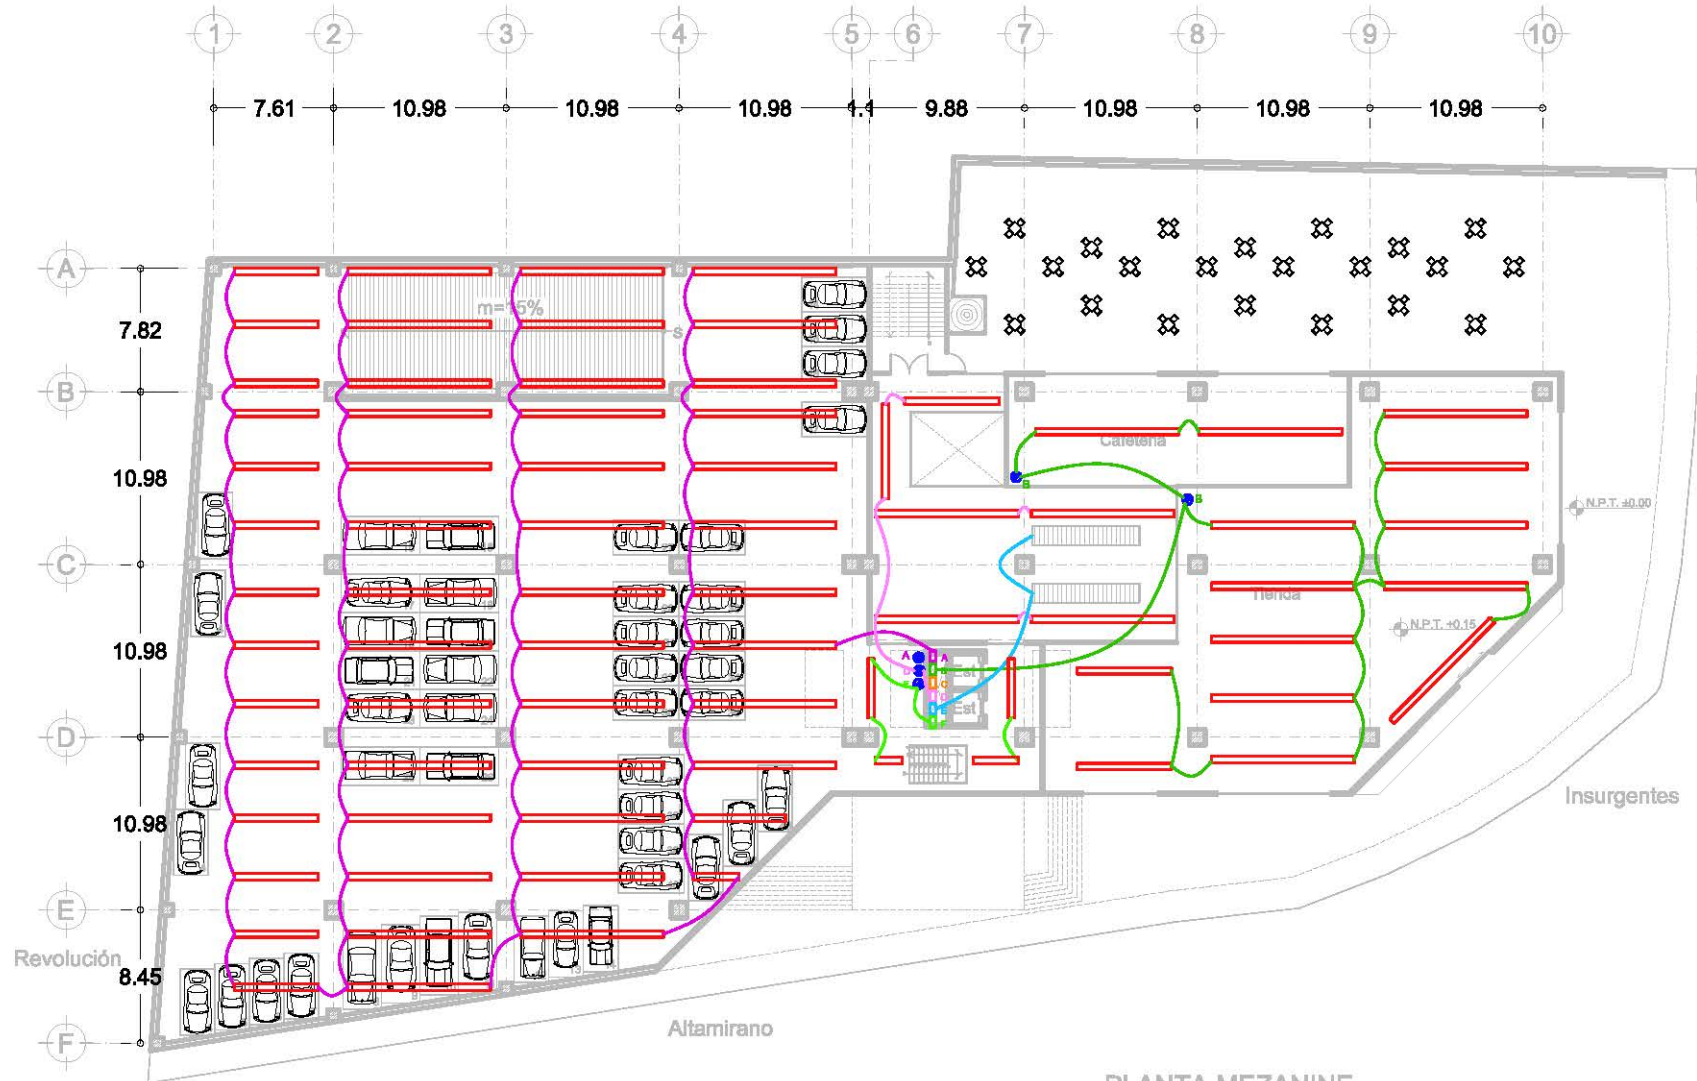 1 2 3 4 5 6 7 8 9 10
7.61 10.98 10.98 10.98 1.1 9.88 10.98 10.98 10.98
A
7.82
m=15%
S
B
10.98
Cafetería
B
B
N.P.T. ±0.00
C
Tienda
N.P.T. +0.15
10.98
A A
Est
C
Est
D
10.98
Insurgentes
E
Revolución
8.45
Altamirano
F
PLANTA MEZANINE